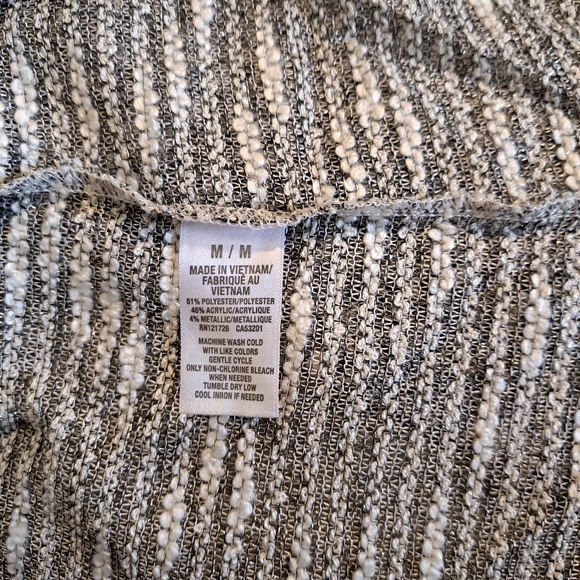 M / M
MADE IN VIETNAM/
FABRIQUÉ AU
VIETNAM
51% POLYESTER/POLYESTER
45% ACRYLIC/ACRYLIQUE
4% METALLIC/METALLIQUE
RN121726 CA53201
MACHINE WASH COLD
WITH LIKE COLORS
GENTLE CYCLE
ONLY NON-CHLORINE BLEACH
WHEN NEEDED
TUMBLE DRY LOW
COOL INRON IF NEEDED